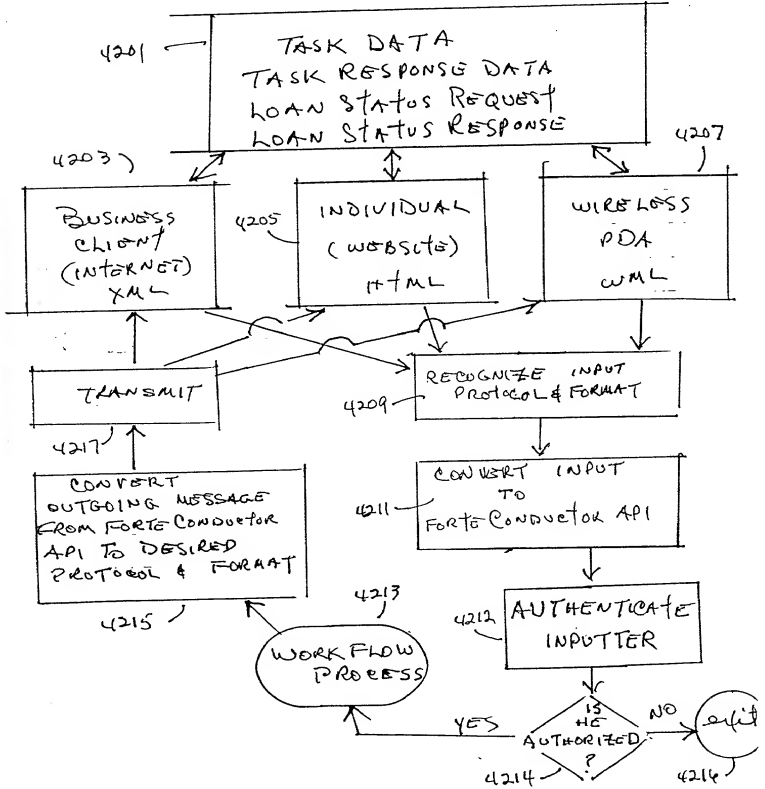 4201
TASK DATA
TASK RESPONSE DATA
LOAN STATUS REQUEST
LOAN STATUS RESPONSE
4203
BUSINESS
CLIENT
(INTERNET)
XML
4205
INDIVIDUAL
(WEBSITE)
HTML
4207
WIRELESS
PDA
WML
TRANSMIT
4217
RECOGNIZE INPUT
PROTOCOL & FORMAT
4209
CONVERT
OUTGOING MESSAGE
FROM FORTE CONDUCTOR
API TO DESIRED
PROTOCOL & FORMAT
4215
CONVERT INPUT
TO
FORTE CONDUCTOR API
4211
4212
AUTHENTICATE
INPUTTER
4213
WORKFLOW
PROCESS
YES
IS
HE
AUTHORIZED
?
4214
NO
exit
4216